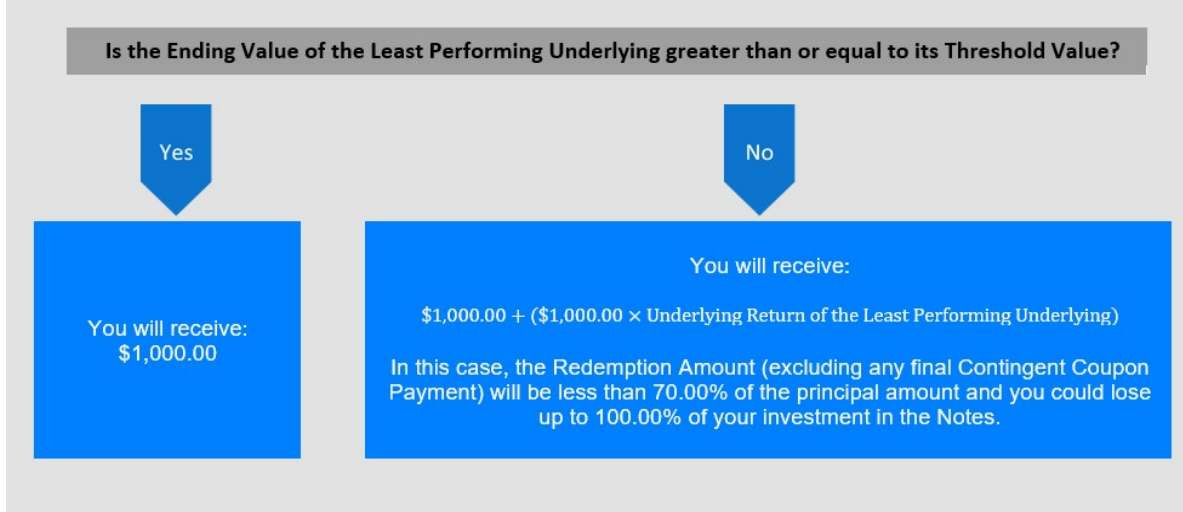 Is the Ending Value of the Least Performing Underlying greater than or equal to its Threshold Value?
Yes
No
You will receive:
$1,000.00
You will receive:
$1,000.00 + ($1,000.00 × Underlying Return of the Least Performing Underlying)
In this case, the Redemption Amount (excluding any final Contingent Coupon
Payment) will be less than 70.00% of the principal amount and you could lose
up to 100.00% of your investment in the Notes.